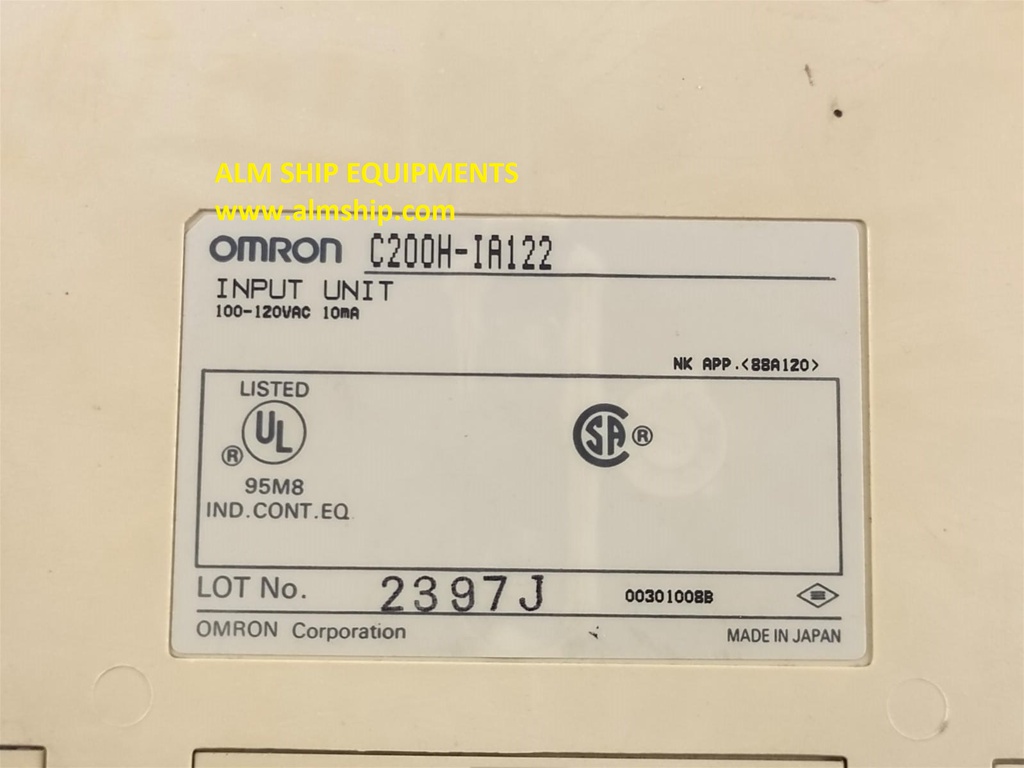 ALM SHIP EQUIPMENTS
www.almship.com
OMRON C200H-IA122
INPUT UNIT
100-120VAC 10mA
NK APP.<88A120>
LISTED
UL
®
95M8
IND.CONT.EQ
SA ®
LOT No. 2397J 00301008B
OMRON Corporation MADE IN JAPAN